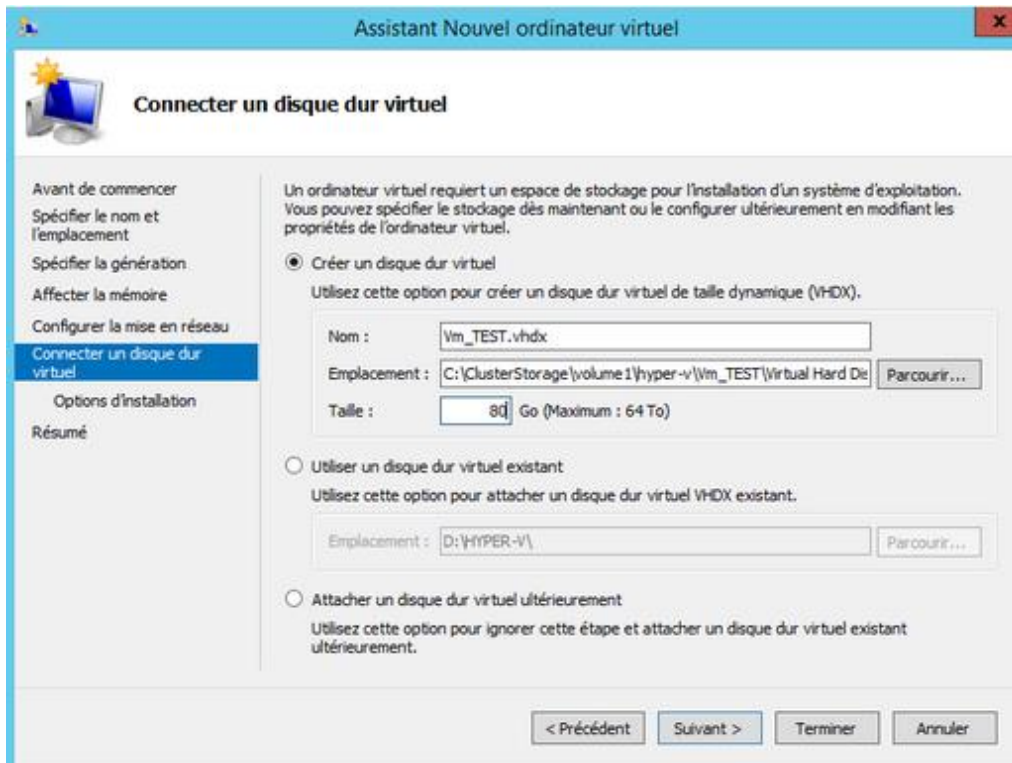 Assistant Nouvel ordinateur virtuel
x
Connecter un disque dur virtuel
Avant de commencer
Spécifier le nom et
l'emplacement
Spécifier la génération
Affecter la mémoire
Configurer la mise en réseau
Connecter un disque dur
virtuel
Options d'installation
Résumé
Un ordinateur virtuel requiert un espace de stockage pour l'installation d'un système d'exploitation.
Vous pouvez spécifier le stockage dès maintenant ou le configurer ultérieurement en modifiant les
propriétés de l'ordinateur virtuel.
Créer un disque dur virtuel
Utilisez cette option pour créer un disque dur virtuel de taille dynamique (VHDX).
Nom : Vm_TEST.vhdx
Emplacement : C:\ClusterStorage\volume1\hyper-v\Vm_TEST\Virtual Hard Dis Parcourir...
Taille : 80 Go (Maximum : 64 To)
Utiliser un disque dur virtuel existant
Utilisez cette option pour attacher un disque dur virtuel VHDX existant.
Emplacement : D:\HYPER-V\ Parcourir...
Attacher un disque dur virtuel ultérieurement
Utilisez cette option pour ignorer cette étape et attacher un disque dur virtuel existant
ultérieurement.
< Précédent Suivant > Terminer Annuler